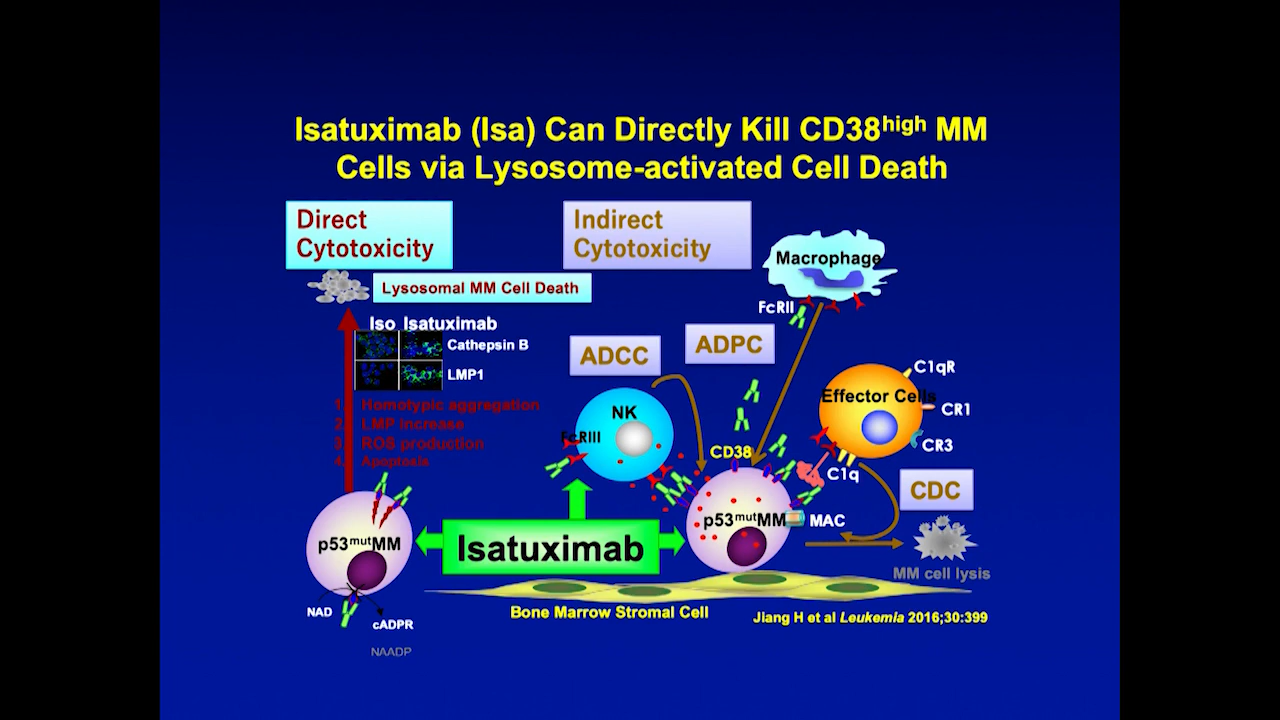 Isatuximab (Isa) Can Directly Kill CD38high MM
Cells via Lysosome-activated Cell Death
Direct
Cytotoxicity
Indirect
Cytotoxicity
Macrophage
Lysosomal MM Cell Death
FcRII
Iso Isatuximab
Cathepsin B
LMP1
ADCC
ADPC
C1qR
Effector Cells
CR1
CR3
1. Homotypic aggregation
2. LMP increase
3. ROS production
4. Apoptosis
NK
FcRIII
CD38
C1q
CDC
p53mutMM
Isatuximab
p53mutMM
MAC
MM cell lysis
NAD
cADPR
NAADP
Bone Marrow Stromal Cell
Jiang H et al Leukemia 2016;30:399